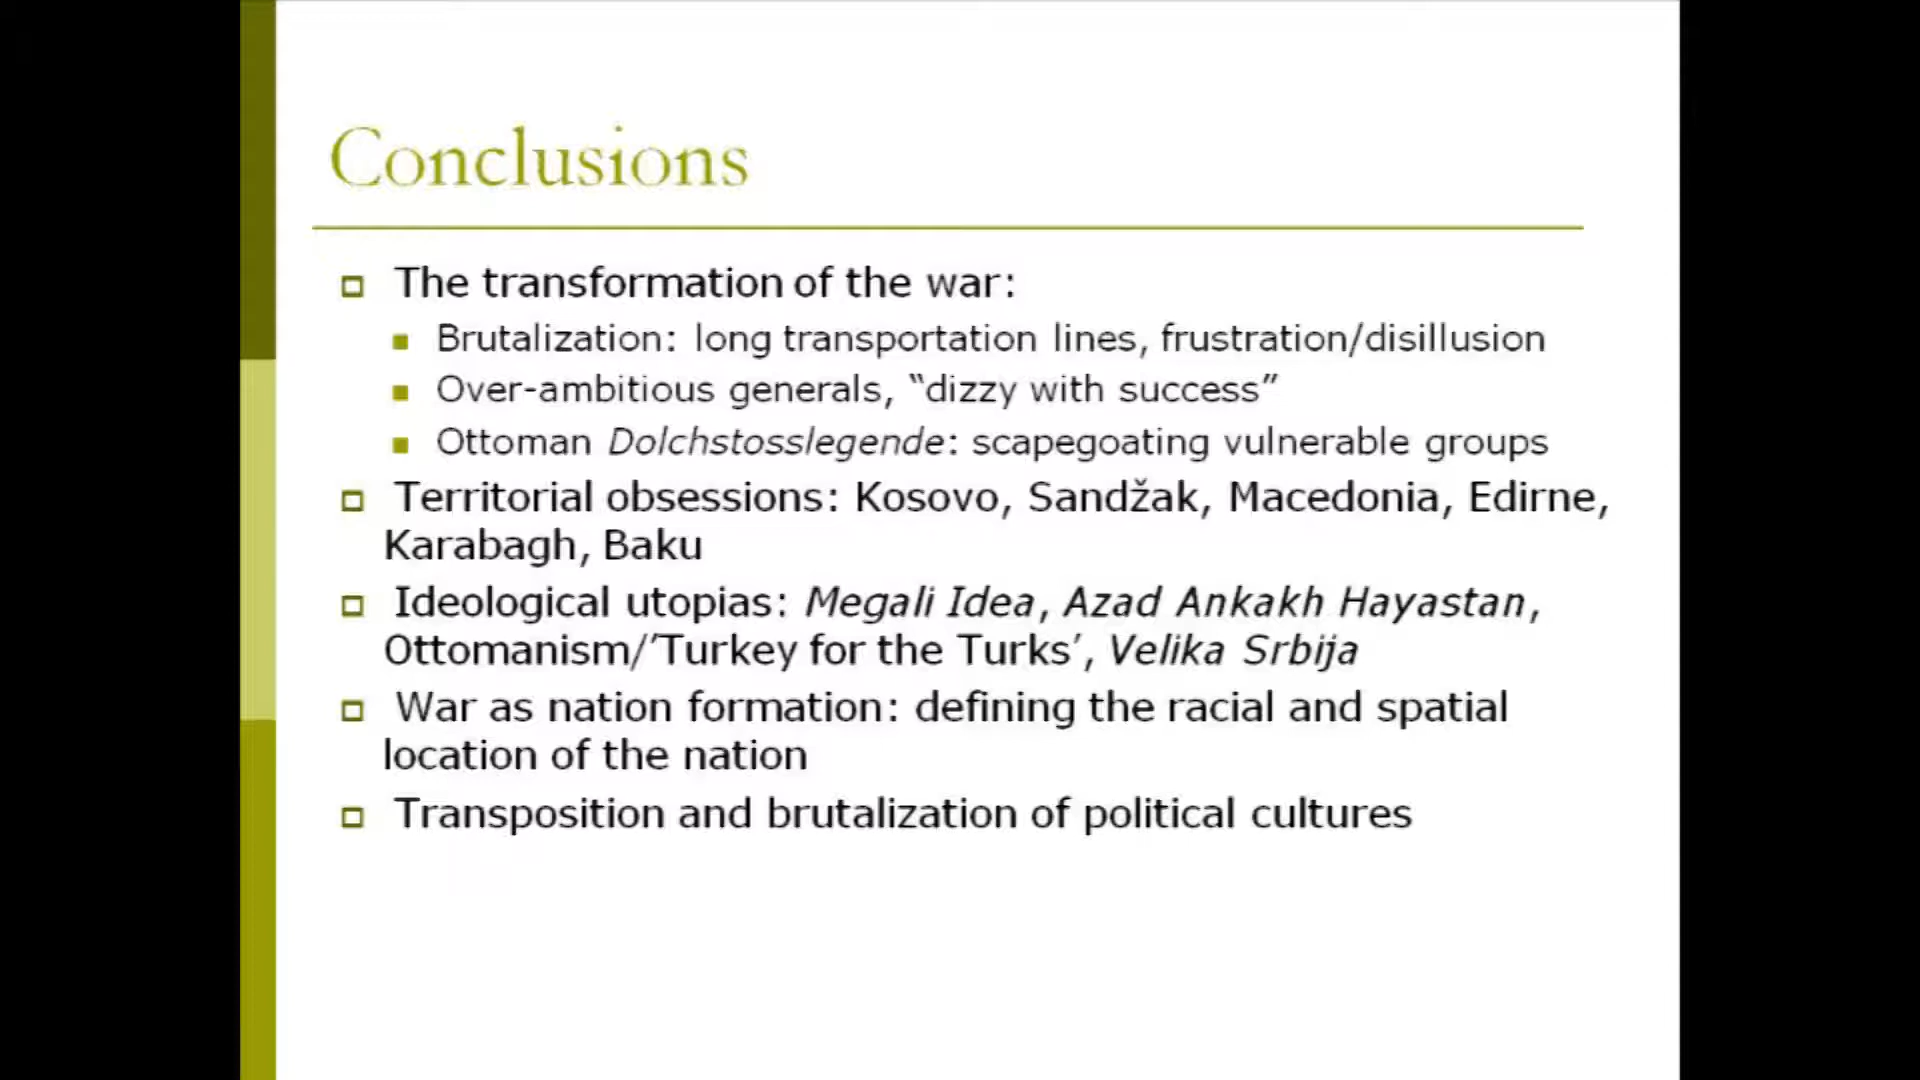 Conclusions
The transformation of the war:
Brutalization: long transportation lines, frustration/disillusion
Over-ambitious generals, “dizzy with success”
Ottoman Dolchstosslegende: scapegoating vulnerable groups
Territorial obsessions: Kosovo, Sandžak, Macedonia, Edirne,
Karabagh, Baku
Ideological utopias: Megali Idea, Azad Ankakh Hayastan,
Ottomanism/’Turkey for the Turks’, Velika Srbija
War as nation formation: defining the racial and spatial
location of the nation
Transposition and brutalization of political cultures